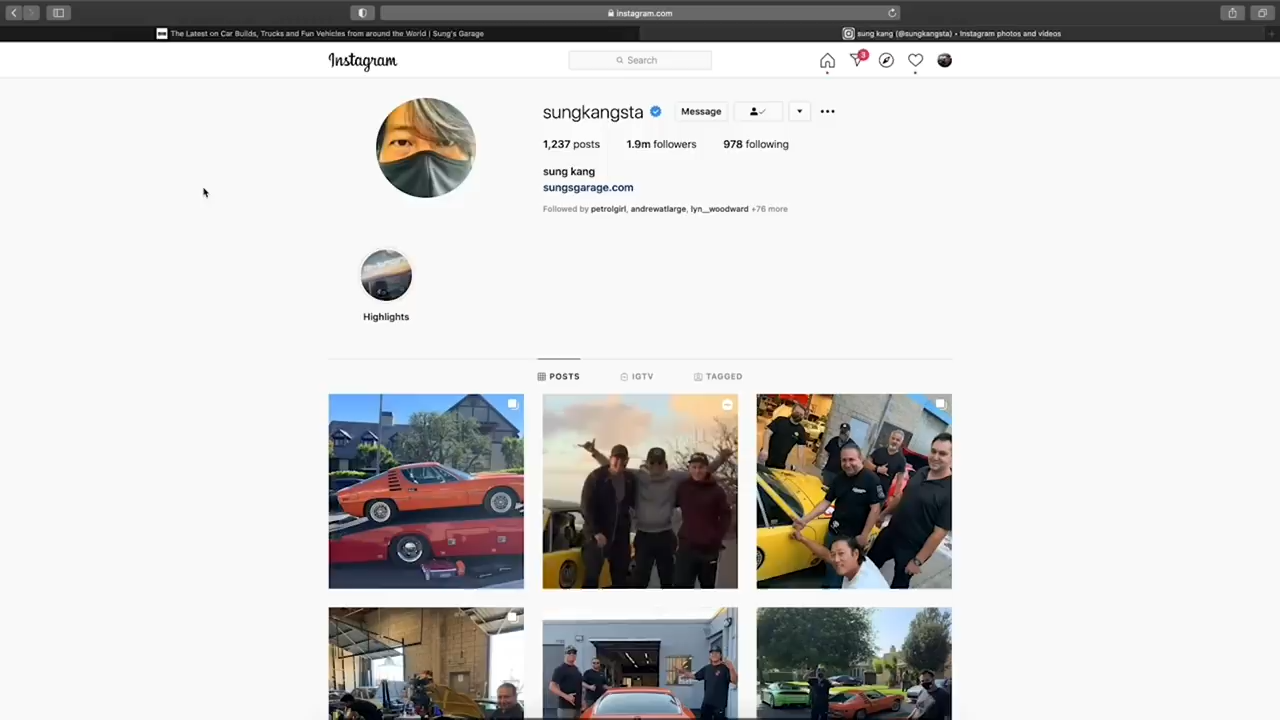 instagram.com
The Latest on Car Builds, Trucks and Fun Vehicles from around the World | Sung's Garage
sung kang (@sungkangsta) • Instagram photos and videos
Instagram
Search
3
sungkangsta
Message
1,237 posts
1.9m followers
978 following
sung kang
sungsgarage.com
Followed by petrolgirl, andrewatlarge, lyn__woodward +76 more
Highlights
POSTS
IGTV
TAGGED